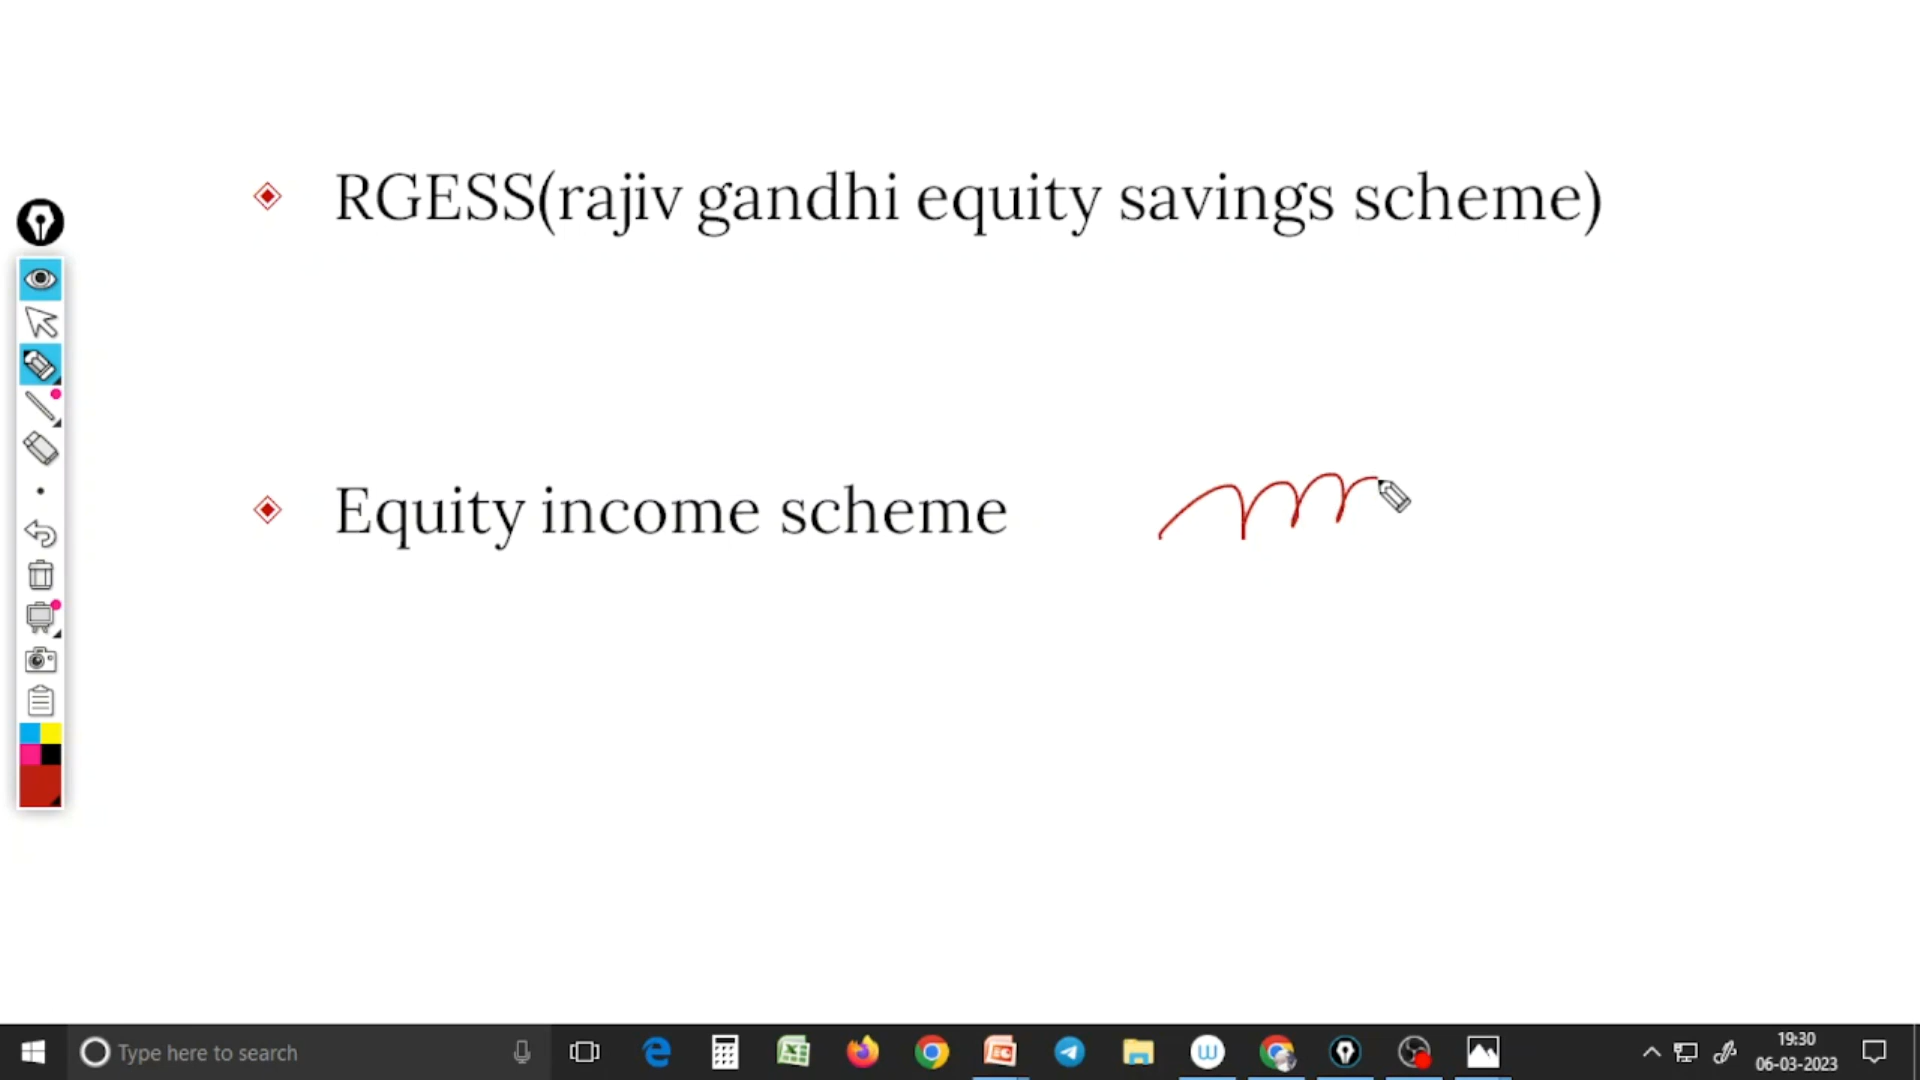 RGESS(rajiv gandhi equity savings scheme)
Equity income scheme
Type here to search
19:30
06-03-2023